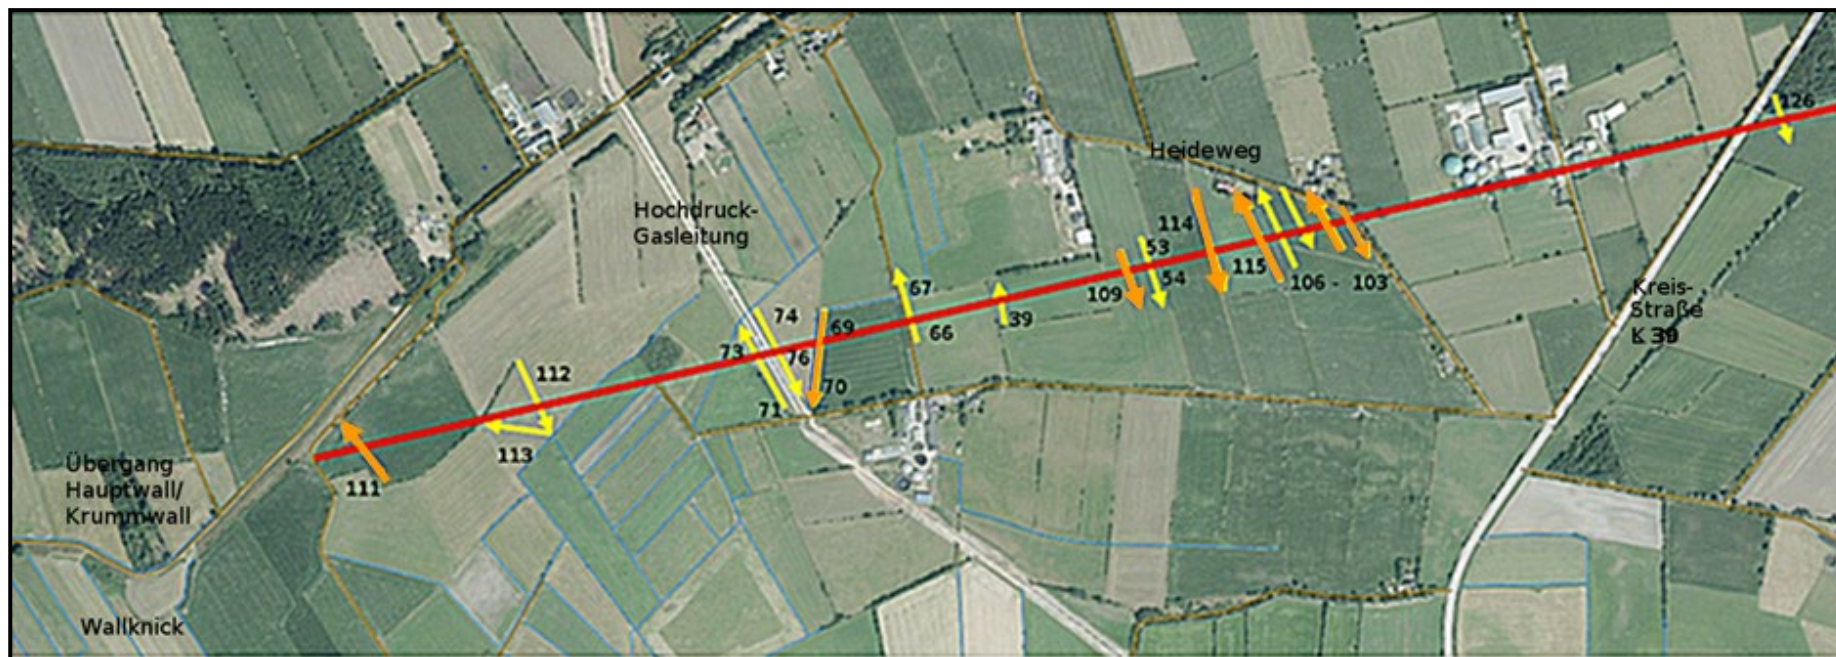 126
Heideweg
Hochdruck-
Gasleitung
114
53
54
115
106 - 103
109
67
66
39
Kreis-
Straße
K 39
74
69
73
76
70
71
112
113
111
Übergang
Hauptwall/
Krummwall
Wallknick